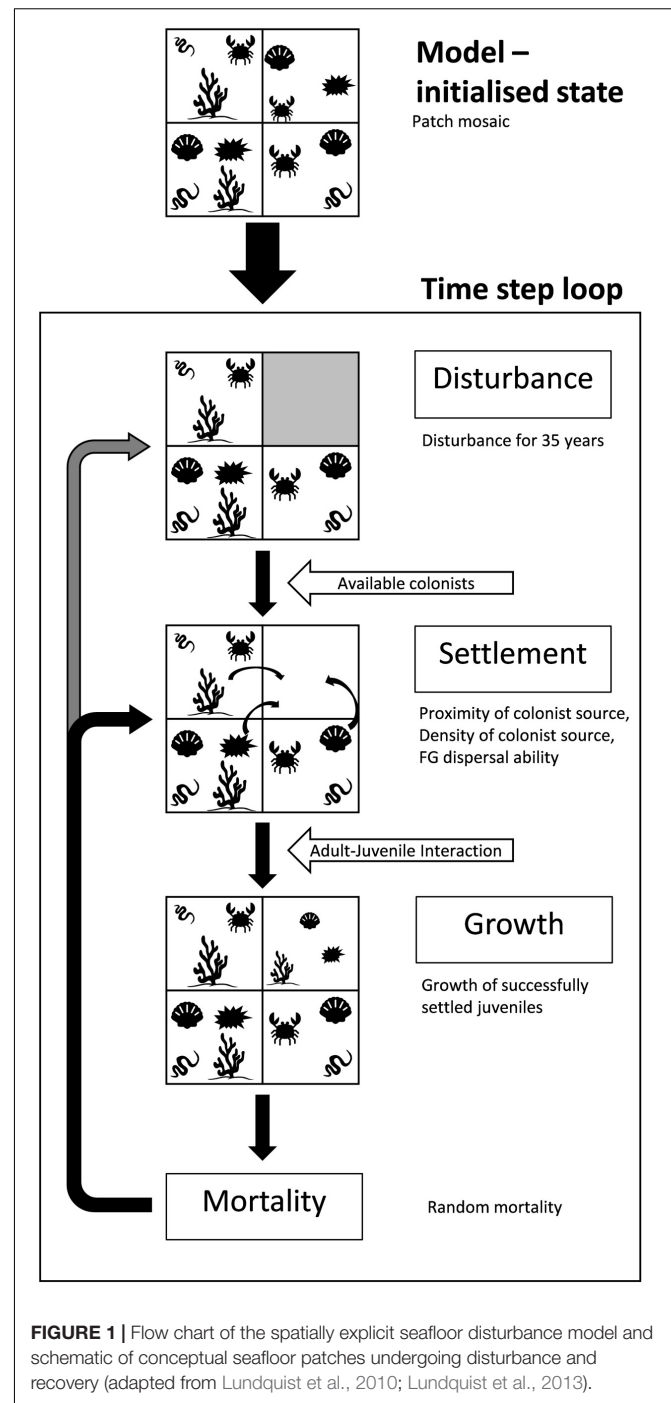 Model –
initialised state
Patch mosaic
Time step loop
Disturbance
Disturbance for 35 years
Available colonists
Settlement
Proximity of colonist source,
Density of colonist source,
FG dispersal ability
Adult-Juvenile Interaction
Growth
Growth of successfully
settled juveniles
Mortality
Random mortality
FIGURE 1 | Flow chart of the spatially explicit seafloor disturbance model and
schematic of conceptual seafloor patches undergoing disturbance and
recovery (adapted from Lundquist et al., 2010; Lundquist et al., 2013).